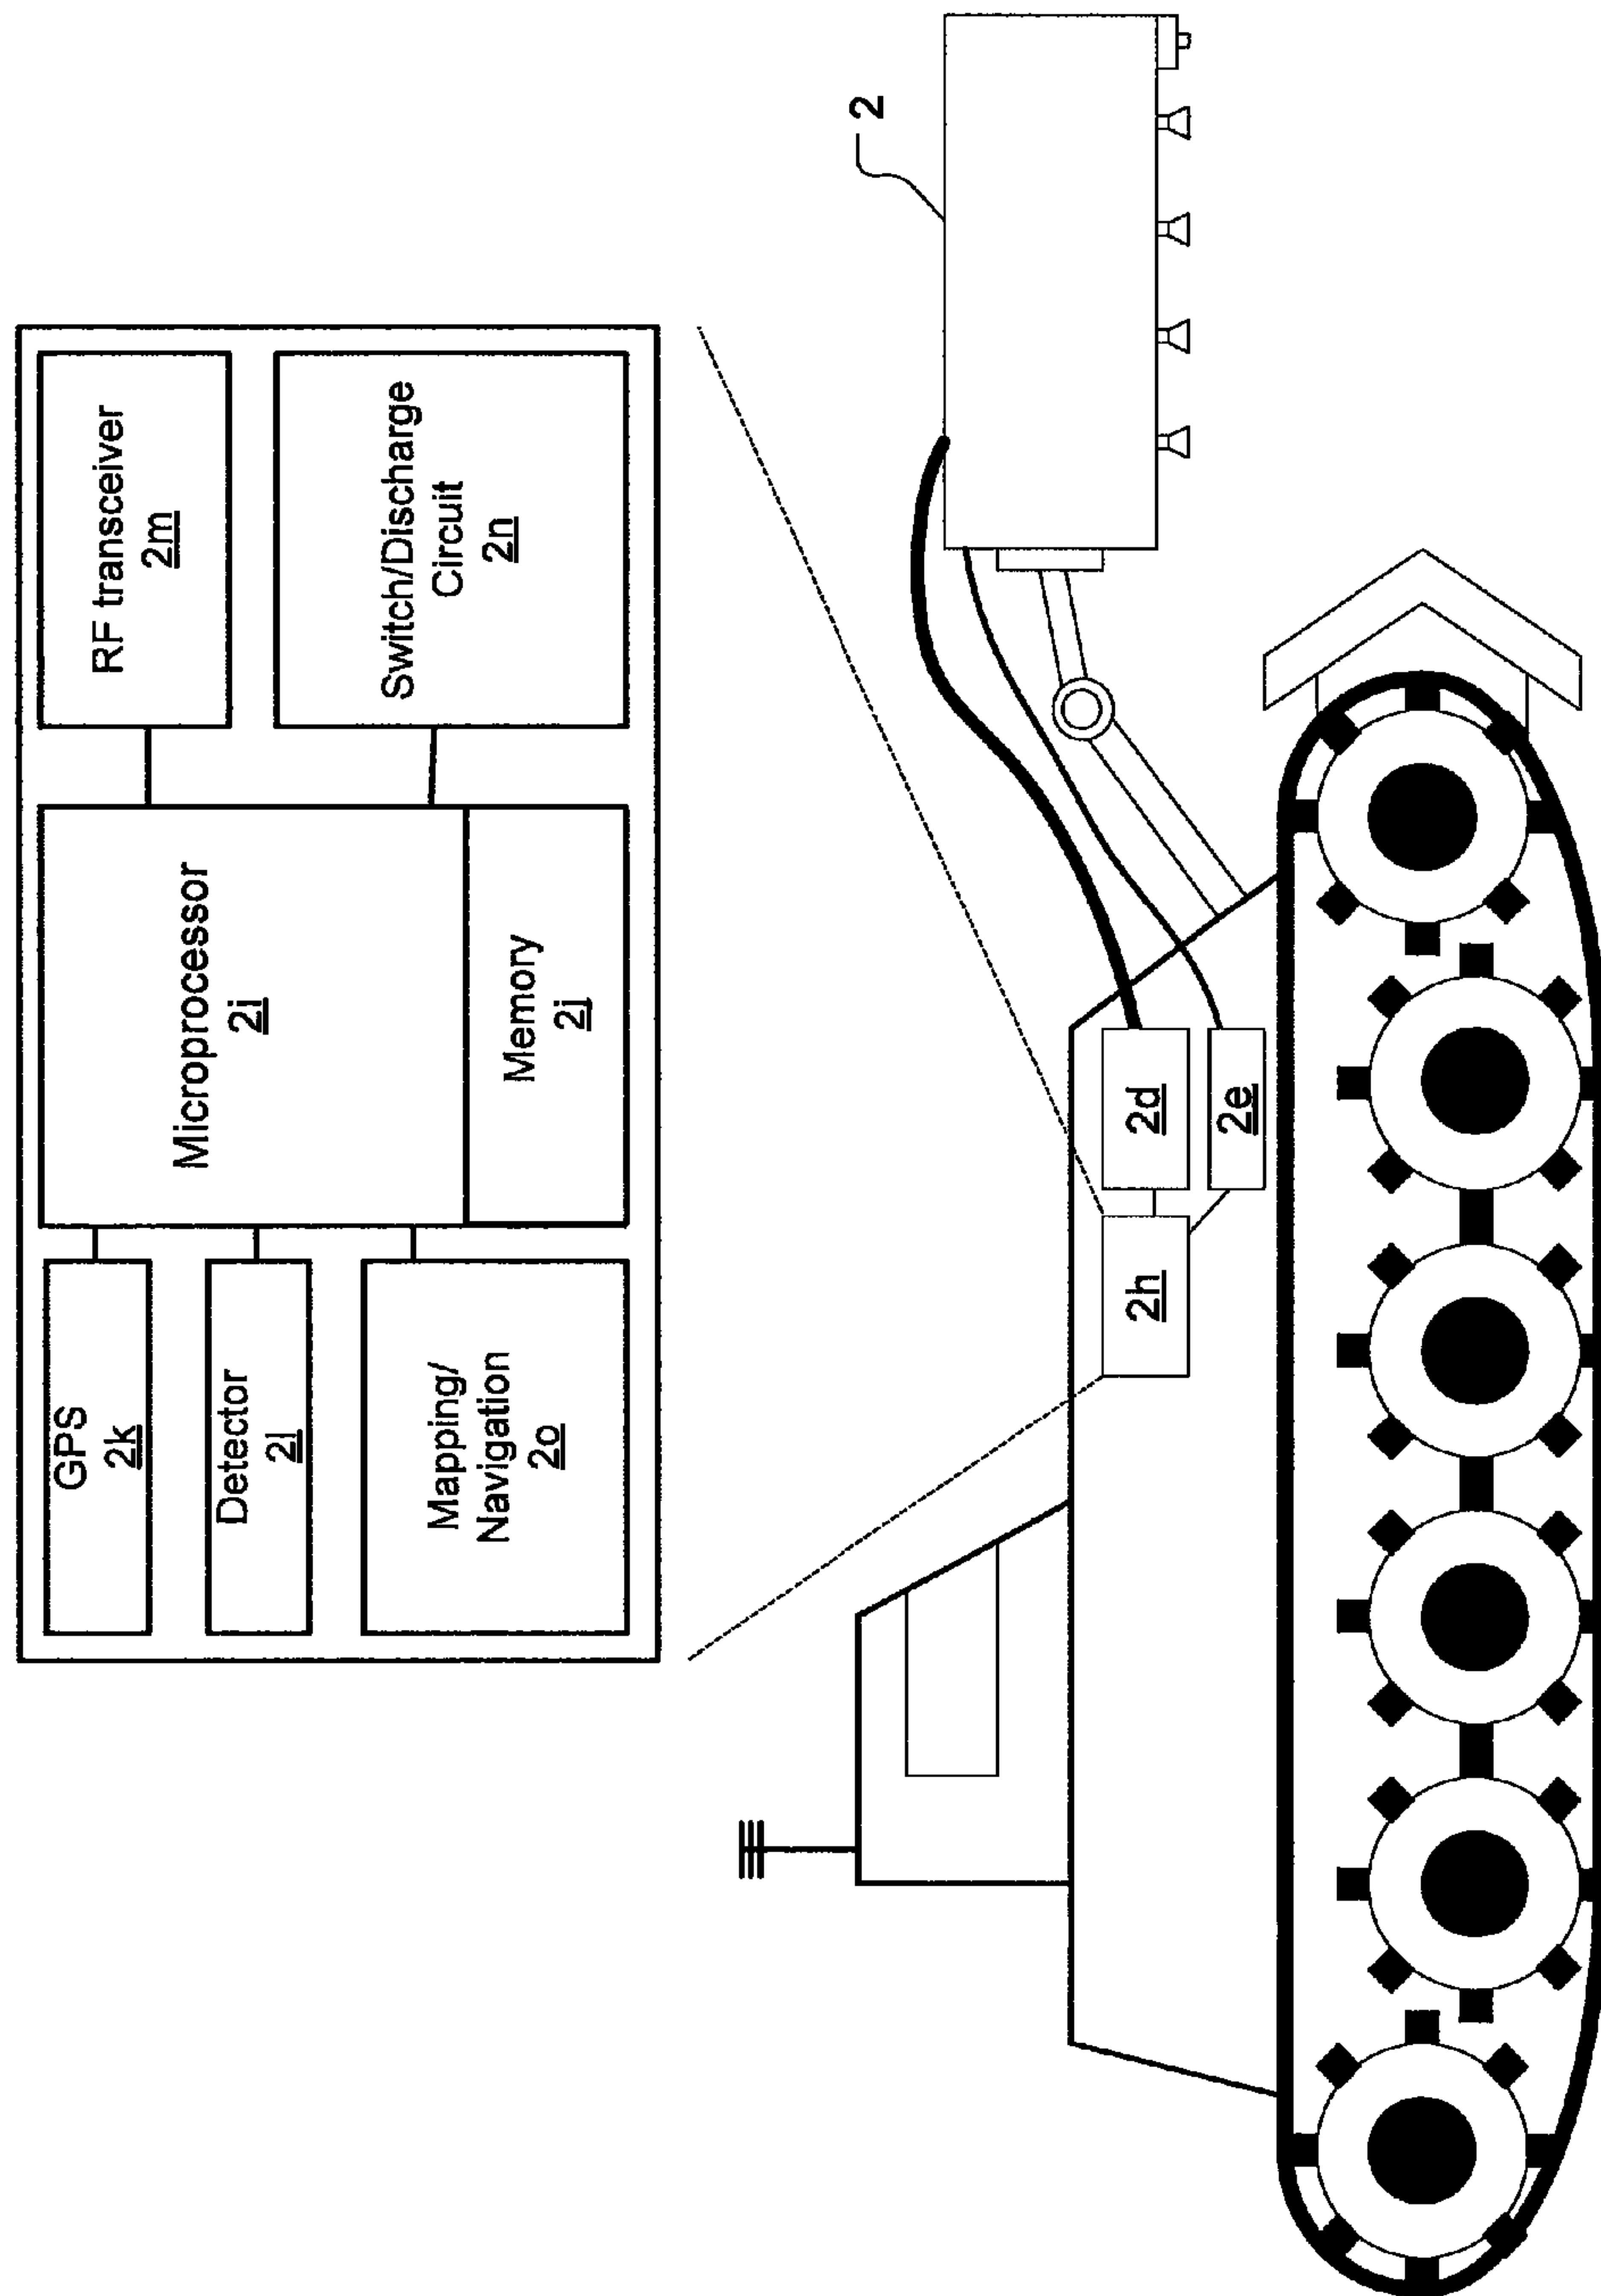 GPS
2k
Detector
2l
Mapping/
Navigation
2o
Microprocessor
2i
Memory
2j
RF transceiver
2m
Switch/Discharge
Circuit
2n
2
2h
2d
2e